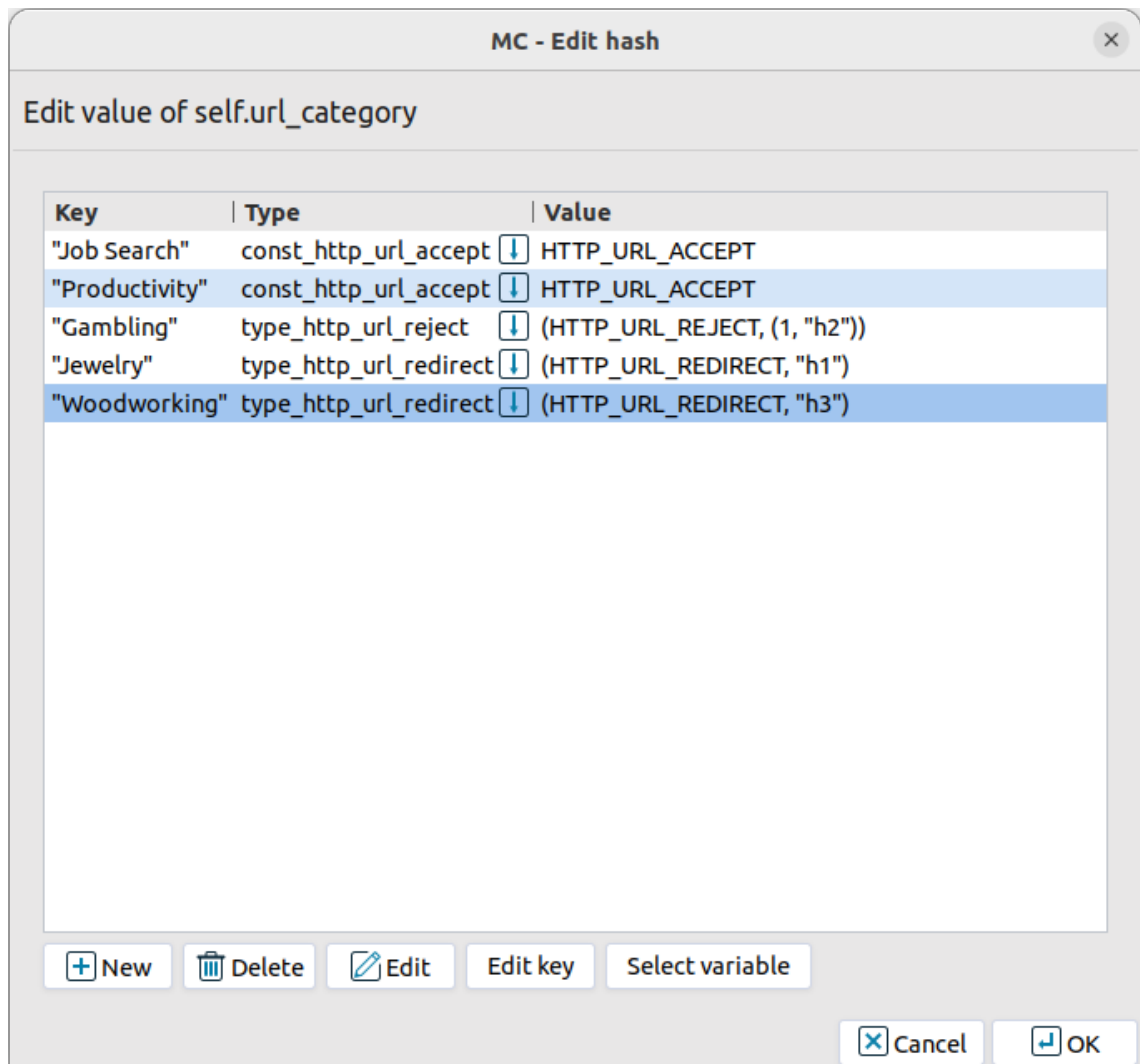 MC - Edit hash
Edit value of self.url_category
Key Type Value
"Job Search" const_http_url_accept HTTP_URL_ACCEPT
"Productivity" const_http_url_accept HTTP_URL_ACCEPT
"Gambling" type_http_url_reject (HTTP_URL_REJECT, (1, "h2"))
"Jewelry" type_http_url_redirect (HTTP_URL_REDIRECT, "h1")
"Woodworking" type_http_url_redirect (HTTP_URL_REDIRECT, "h3")
New Delete Edit Edit key Select variable
Cancel OK